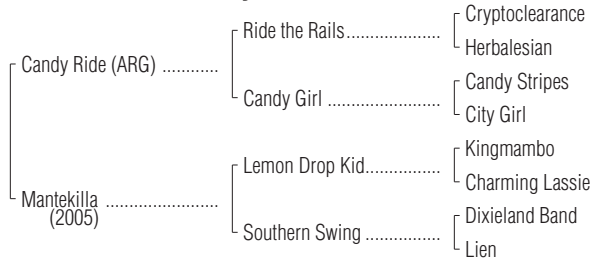 Cryptoclearance
Ride the Rails....................
Herbalesian
Candy Ride (ARG) ............
Candy Stripes
Candy Girl ........................
City Girl
Kingmambo
Lemon Drop Kid................
Charming Lassie
Mantekilla ........................
(2005)
Dixieland Band
Southern Swing ................
Lien